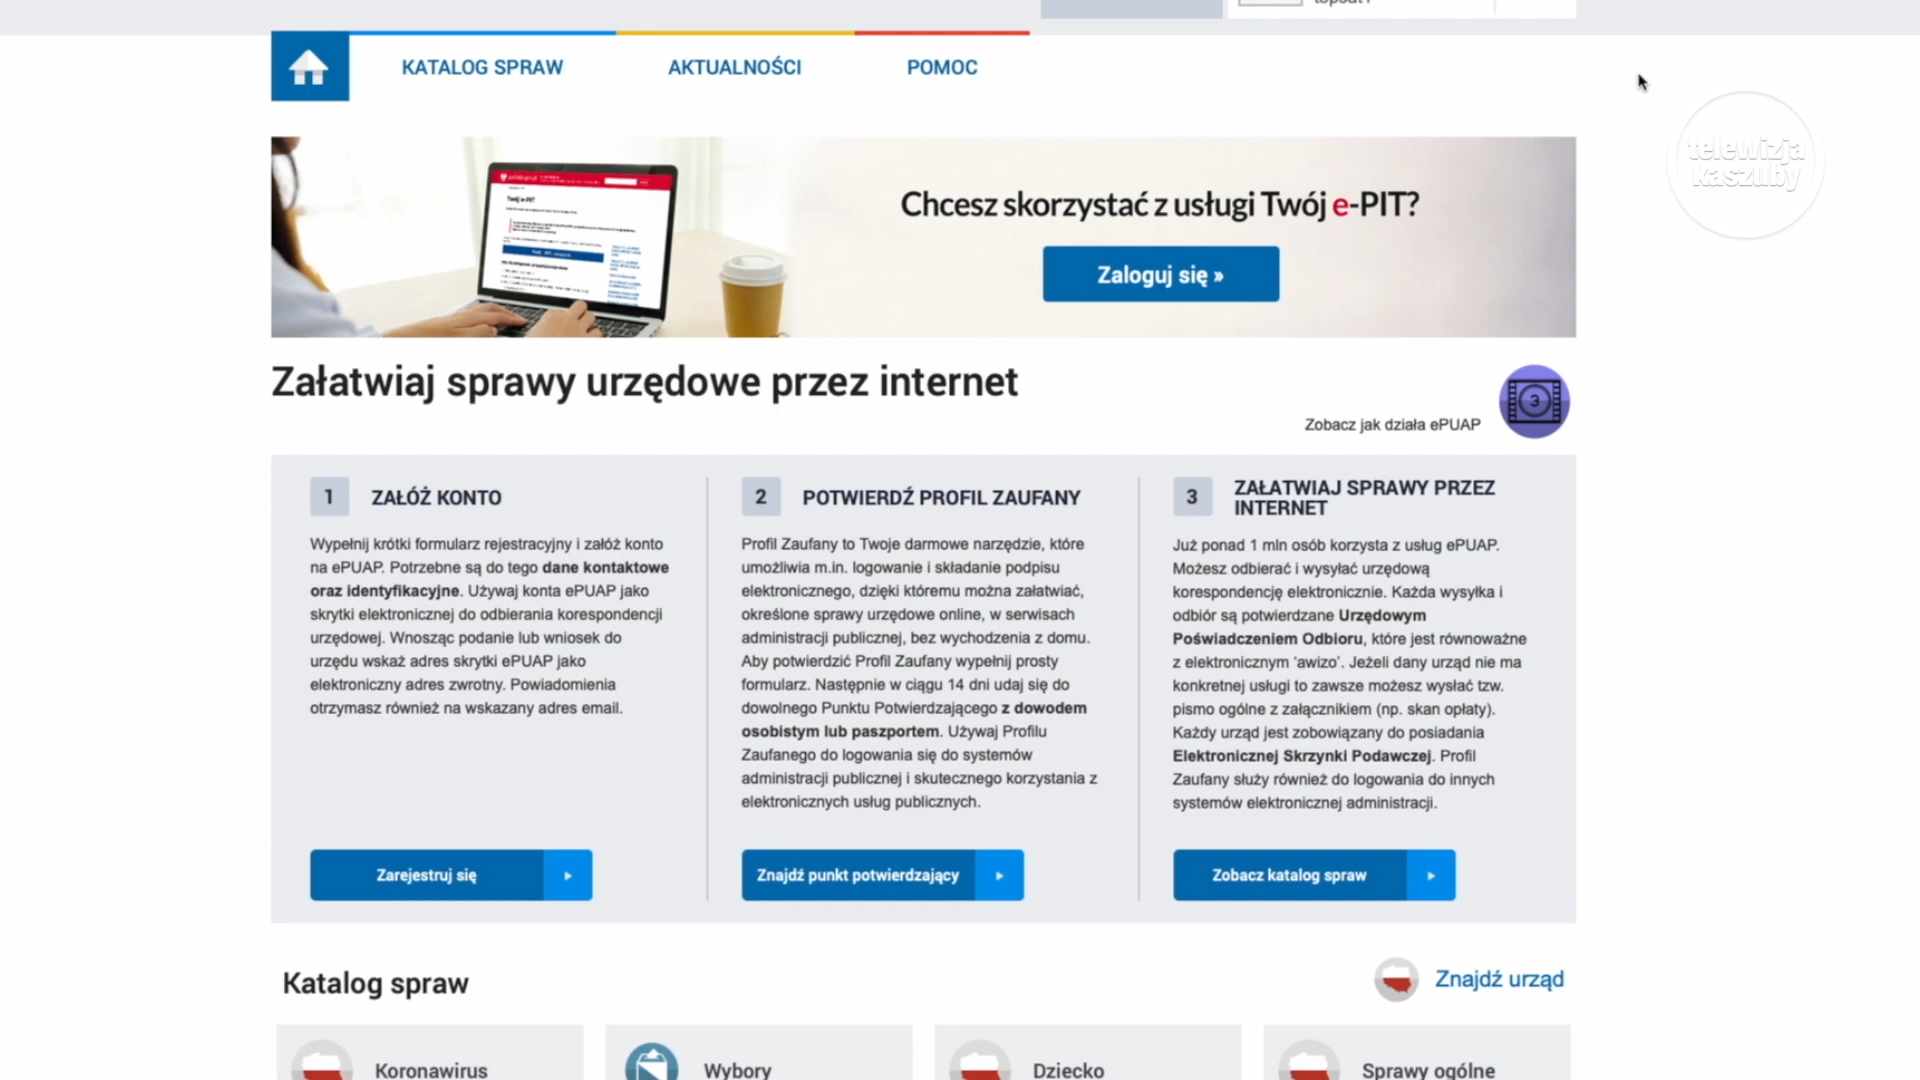 KATALOG SPRAW
AKTUALNOŚCI
POMOC
telewizja
kaszuby
Twój e-PIT
Chcesz skorzystać z usługi Twój e-PIT?
Zaloguj się »
Załatwiaj sprawy urzędowe przez internet
Zobacz jak działa ePUAP
3
1
ZAŁÓŻ KONTO
Wypełnij krótki formularz rejestracyjny i załóż konto
na ePUAP. Potrzebne są do tego dane kontaktowe
oraz identyfikacyjne. Używaj konta ePUAP jako
skrytki elektronicznej do odbierania korespondencji
urzędowej. Wnosząc podanie lub wniosek do
urzędu wskaż adres skrytki ePUAP jako
elektroniczny adres zwrotny. Powiadomienia
otrzymasz również na wskazany adres email.
Zarejestruj się
2
POTWIERDŹ PROFIL ZAUFANY
Profil Zaufany to Twoje darmowe narzędzie, które
umożliwia m.in. logowanie i składanie podpisu
elektronicznego, dzięki któremu można załatwiać,
określone sprawy urzędowe online, w serwisach
administracji publicznej, bez wychodzenia z domu.
Aby potwierdzić Profil Zaufany wypełnij prosty
formularz. Następnie w ciągu 14 dni udaj się do
dowolnego Punktu Potwierdzającego z dowodem
osobistym lub paszportem. Używaj Profilu
Zaufanego do logowania się do systemów
administracji publicznej i skutecznego korzystania z
elektronicznych usług publicznych.
Znajdź punkt potwierdzający
3
ZAŁATWIAJ SPRAWY PRZEZ
INTERNET
Już ponad 1 mln osób korzysta z usług ePUAP.
Możesz odbierać i wysyłać urzędową
korespondencję elektronicznie. Każda wysyłka i
odbiór są potwierdzane Urzędowym
Poświadczeniem Odbioru, które jest równoważne
z elektronicznym 'awizo'. Jeżeli dany urząd nie ma
konkretnej usługi to zawsze możesz wysłać tzw.
pismo ogólne z załącznikiem (np. skan opłaty).
Każdy urząd jest zobowiązany do posiadania
Elektronicznej Skrzynki Podawczej. Profil
Zaufany służy również do logowania do innych
systemów elektronicznej administracji.
Zobacz katalog spraw
Katalog spraw
Znajdź urząd
Koronawirus
Wybory
Dziecko
Sprawy ogólne